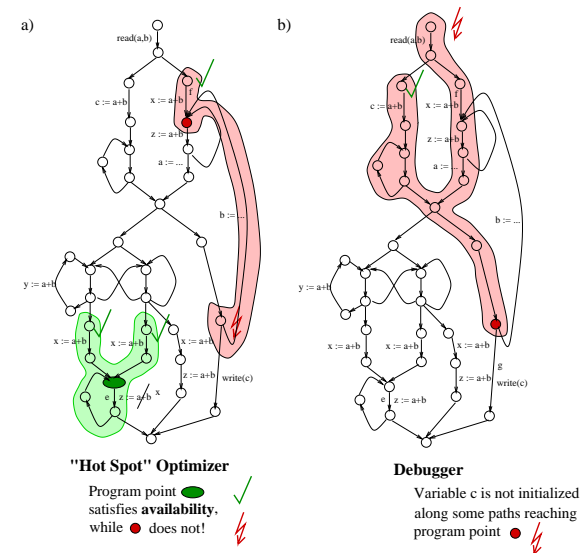 a)
read(a,b)
f
c := a+b
x := a+b
z := a+b
a := ...
b := ...
y := a+b
x := a+b
x := a+b
x := a+b
z := a+b
write(c)
e
z := a+b
x
"Hot Spot" Optimizer
Program point
satisfies availability,
while does not!
b)
read(a,b)
f
c := a+b
x := a+b
z := a+b
a := ...
b := ...
y := a+b
x := a+b
x := a+b
x := a+b
g
z := a+b
write(c)
e
z := a+b
Debugger
Variable c is not initialized
along some paths reaching
program point